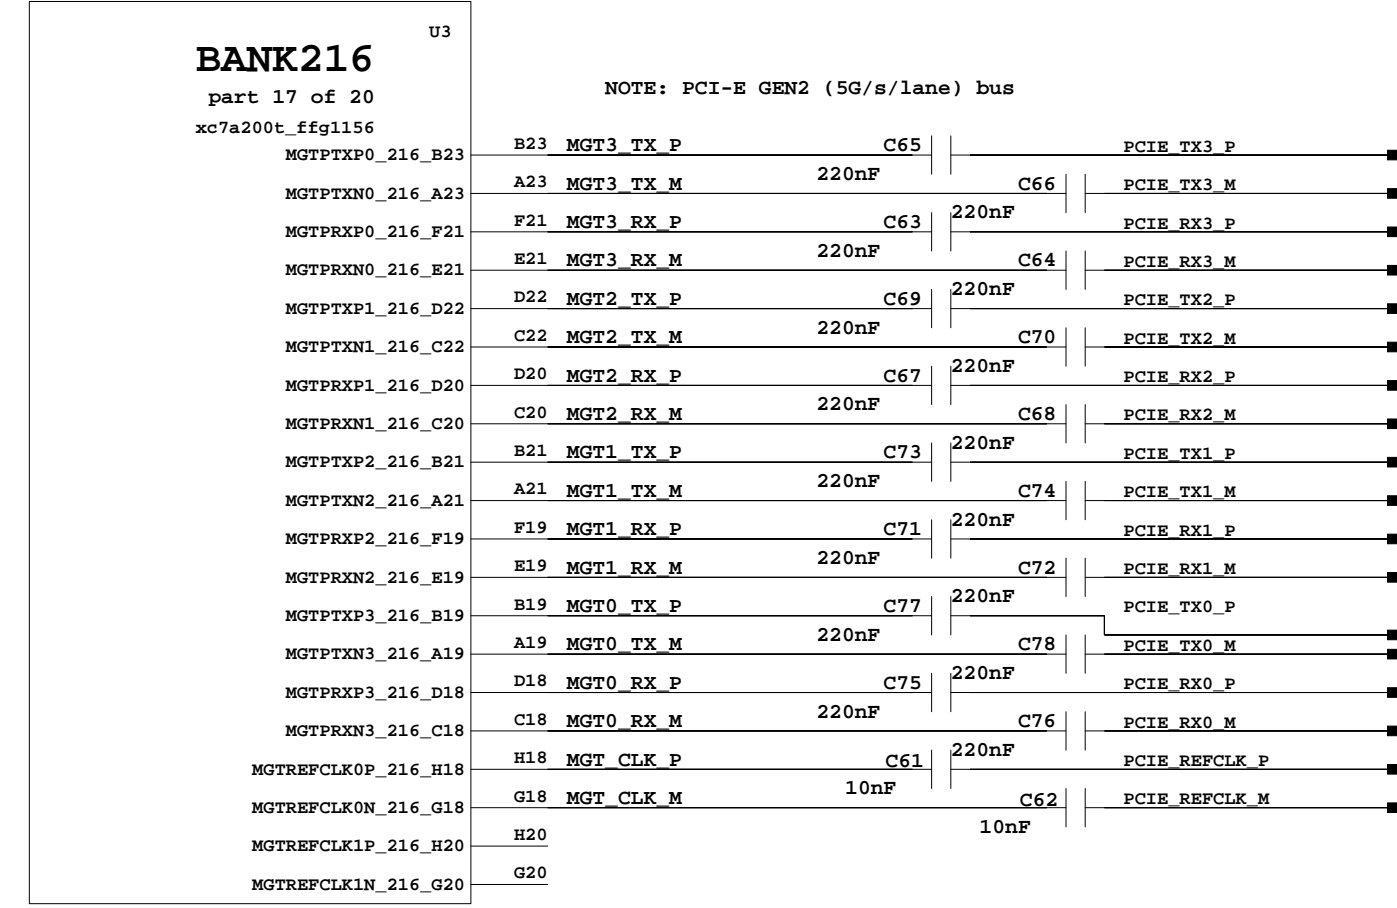 U3
BANK216
part 17 of 20
xc7a200t_ffg1156
NOTE: PCI-E GEN2 (5G/s/lane) bus
MGTPTXP0_216_B23 B23 MGT3_TX_P C65 220nF PCIE_TX3_P
MGTPTXN0_216_A23 A23 MGT3_TX_M C66 220nF PCIE_TX3_M
MGTPRXP0_216_F21 F21 MGT3_RX_P C63 220nF PCIE_RX3_P
MGTPRXN0_216_E21 E21 MGT3_RX_M C64 220nF PCIE_RX3_M
MGTPTXP1_216_D22 D22 MGT2_TX_P C69 220nF PCIE_TX2_P
MGTPTXN1_216_C22 C22 MGT2_TX_M C70 220nF PCIE_TX2_M
MGTPRXP1_216_D20 D20 MGT2_RX_P C67 220nF PCIE_RX2_P
MGTPRXN1_216_C20 C20 MGT2_RX_M C68 220nF PCIE_RX2_M
MGTPTXP2_216_B21 B21 MGT1_TX_P C73 220nF PCIE_TX1_P
MGTPTXN2_216_A21 A21 MGT1_TX_M C74 220nF PCIE_TX1_M
MGTPRXP2_216_F19 F19 MGT1_RX_P C71 220nF PCIE_RX1_P
MGTPRXN2_216_E19 E19 MGT1_RX_M C72 220nF PCIE_RX1_M
MGTPTXP3_216_B19 B19 MGT0_TX_P C77 220nF PCIE_TX0_P
MGTPTXN3_216_A19 A19 MGT0_TX_M C78 220nF PCIE_TX0_M
MGTPRXP3_216_D18 D18 MGT0_RX_P C75 220nF PCIE_RX0_P
MGTPRXN3_216_C18 C18 MGT0_RX_M C76 220nF PCIE_RX0_M
MGTREFCLK0P_216_H18 H18 MGT_CLK_P C61 10nF PCIE_REFCLK_P
MGTREFCLK0N_216_G18 G18 MGT_CLK_M C62 10nF PCIE_REFCLK_M
MGTREFCLK1P_216_H20 H20
MGTREFCLK1N_216_G20 G20